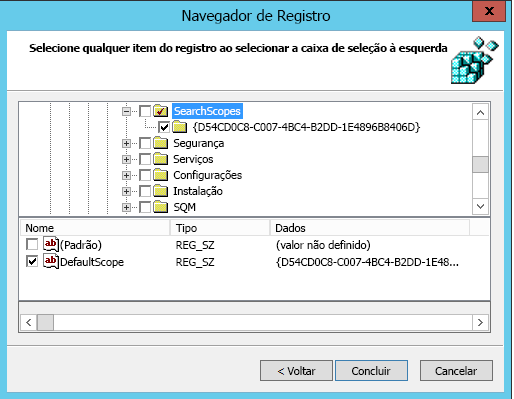 Navegador de Registro
x
Selecione qualquer item do registro ao selecionar a caixa de seleção à esquerda
SearchScopes
{D54CD0C8-C007-4BC4-B2DD-1E4896B8406D}
Segurança
Serviços
Configurações
Instalação
SQM
Nome Tipo Dados
ab (Padrão) REG_SZ (valor não definido)
ab DefaultScope REG_SZ {D54CD0C8-C007-4BC4-B2DD-1E48...
< Voltar Concluir Cancelar